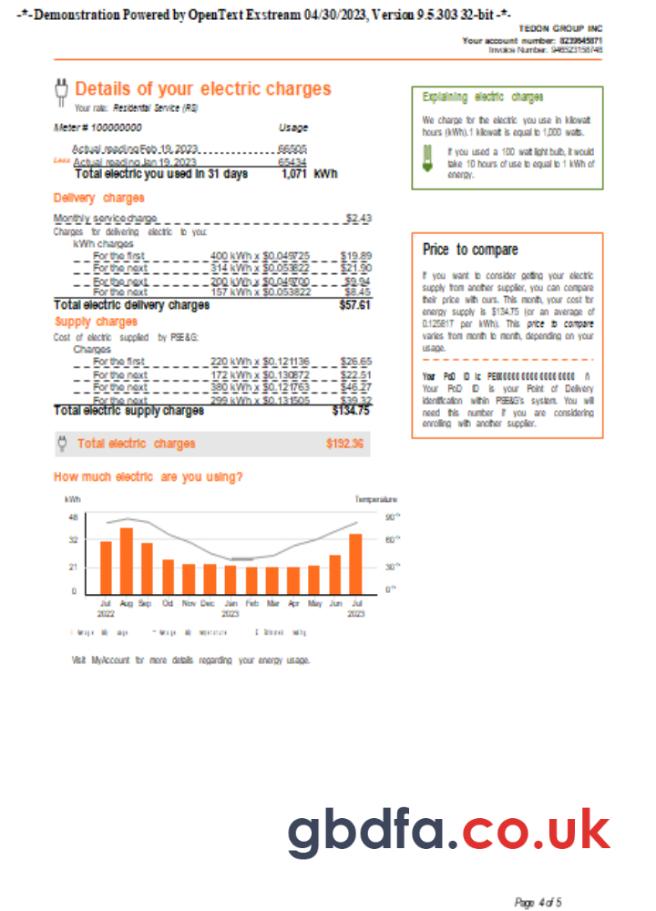 -*-Demonstration Powered by OpenText Exstream 04/30/2023, Version 9.5.303 32-bit -*-
TEDON GROUP INC
Your account number: 8239845871
Invoice Number:
Details of your electric charges
Your rate: Residental Service (RS)
Meter # 100000000 Usage
Actual reading Feb 19, 2023 66505
Less Actual reading Jan 19, 2023 65434
Total electric you used in 31 days 1,071 kWh
Delivery charges
Monthly service charge $2.43
Charges for delivering electric to you:
kWh charges
For the first 400 kWh x $0.049725 $19.89
For the next 314 kWh x $0.053822 $21.90
For the next 200 kWh x $0.049700 $9.94
For the next 157 kWh x $0.053822 $8.45
Total electric delivery charges $57.61
Supply charges
Cost of electric supplied by PSE&G:
Charges
For the first 220 kWh x $0.121136 $26.65
For the next 172 kWh x $0.130872 $22.51
For the next 380 kWh x $0.121763 $46.27
For the next 299 kWh x $0.131505 $39.32
Total electric supply charges $134.75
Total electric charges $192.36
How much electric are you using?
kWh Temperature
48 90°
32 60°
21 30°
0 0°
Jul Aug Sep Oct Nov Dec Jan Feb Mar Apr May Jun Jul
2022 2023 2023
Visit MyAccount for more details regarding your energy usage.
Explaining electric charges
We charge for the electric you use in kilowatt
hours (kWh). 1 kilowatt is equal to 1,000 watts.
If you used a 100 watt light bulb, it would
take 10 hours of use to equal to 1 kWh of
energy.
Price to compare
If you want to consider getting your electric
supply from another supplier, you can compare
their price with ours. This month, your cost for
energy supply is $134.75 (or an average of
0.125817 per kWh). This price to compare
varies from month to month, depending on your
usage.
Your PoD ID is:
Your PoD ID is your Point of Delivery
identification within PSE&G's system. You will
need this number if you are considering
enrolling with another supplier.
gbdfa.co.uk
Page 4 of 5